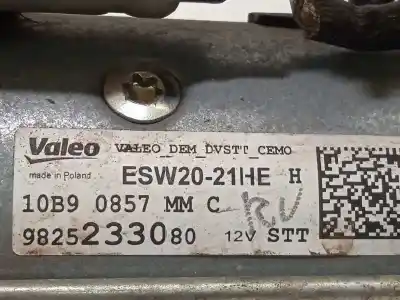 Valeo VALEO_DEM_DVSTT_CEMO
made in Poland ESW20-21HE H
10B9 0857 MM C
9825233080 12V STT